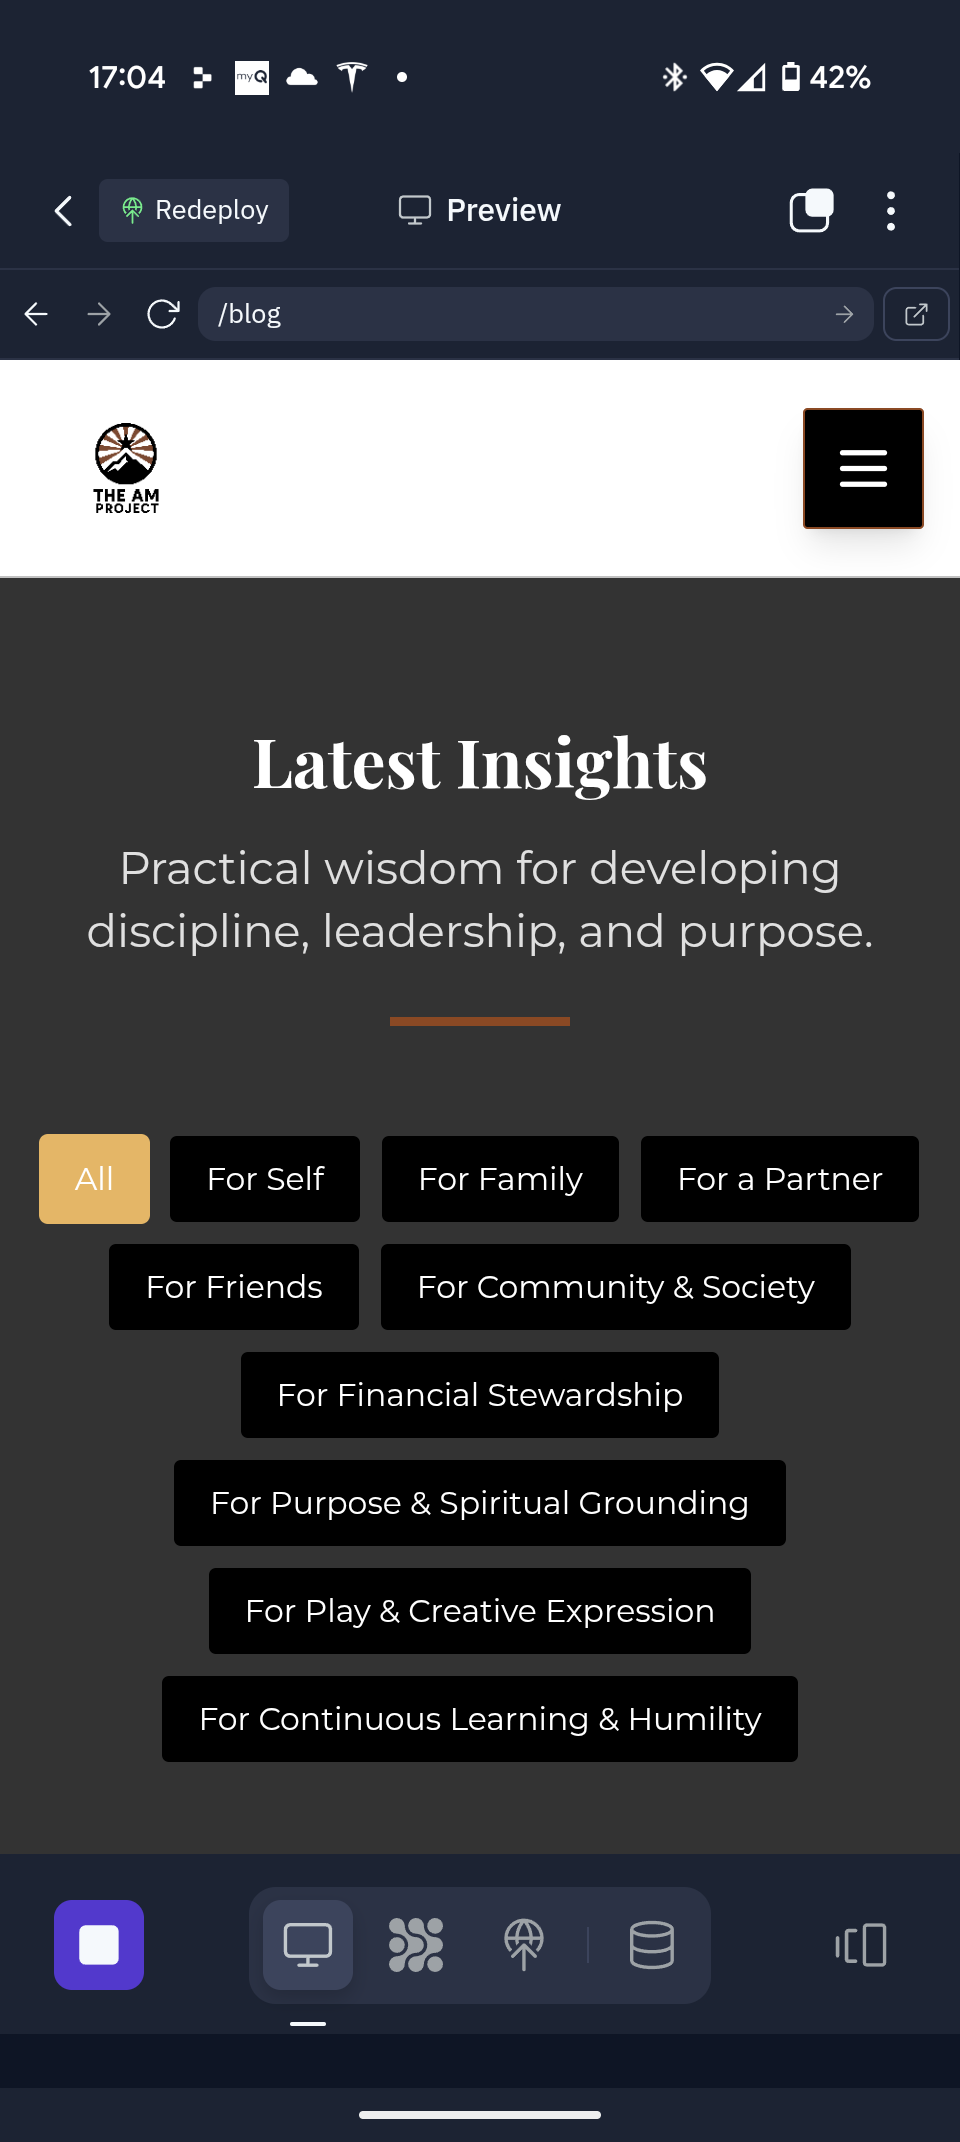 17:04
myQ
42%
Redeploy
Preview
/blog
THE AM
PROJECT
Latest Insights
Practical wisdom for developing
discipline, leadership, and purpose.
All For Self For Family For a Partner
For Friends For Community & Society
For Financial Stewardship
For Purpose & Spiritual Grounding
For Play & Creative Expression
For Continuous Learning & Humility